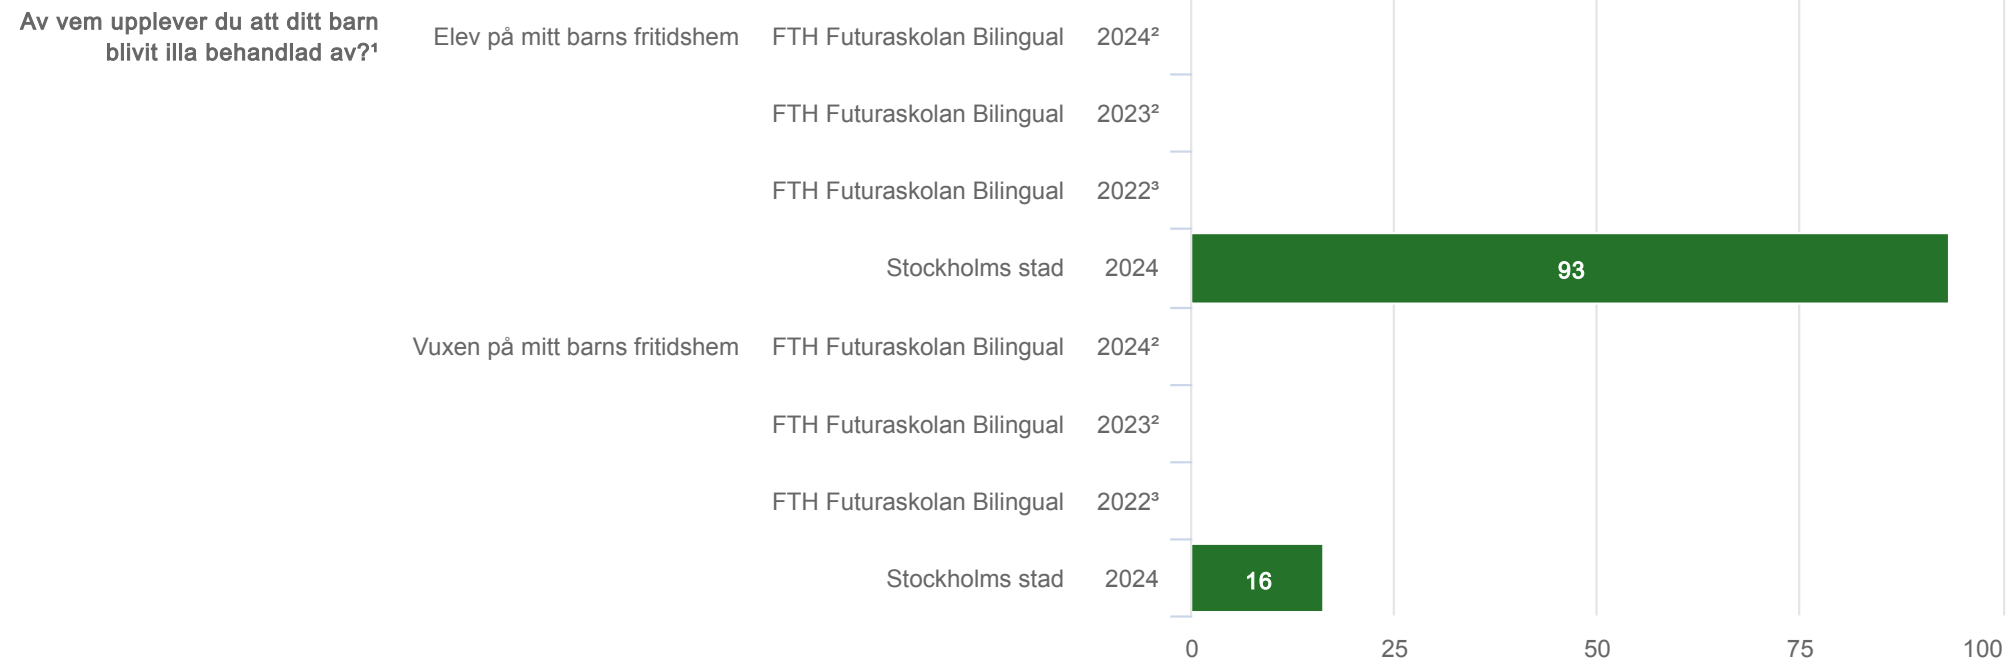 Av vem upplever du att ditt barn
blivit illa behandlad av?¹
Elev på mitt barns fritidshem FTH Futuraskolan Bilingual 2024²
FTH Futuraskolan Bilingual 2023²
FTH Futuraskolan Bilingual 2022³
Stockholms stad 2024 93
Vuxen på mitt barns fritidshem FTH Futuraskolan Bilingual 2024²
FTH Futuraskolan Bilingual 2023²
FTH Futuraskolan Bilingual 2022³
Stockholms stad 2024 16
0 25 50 75 100